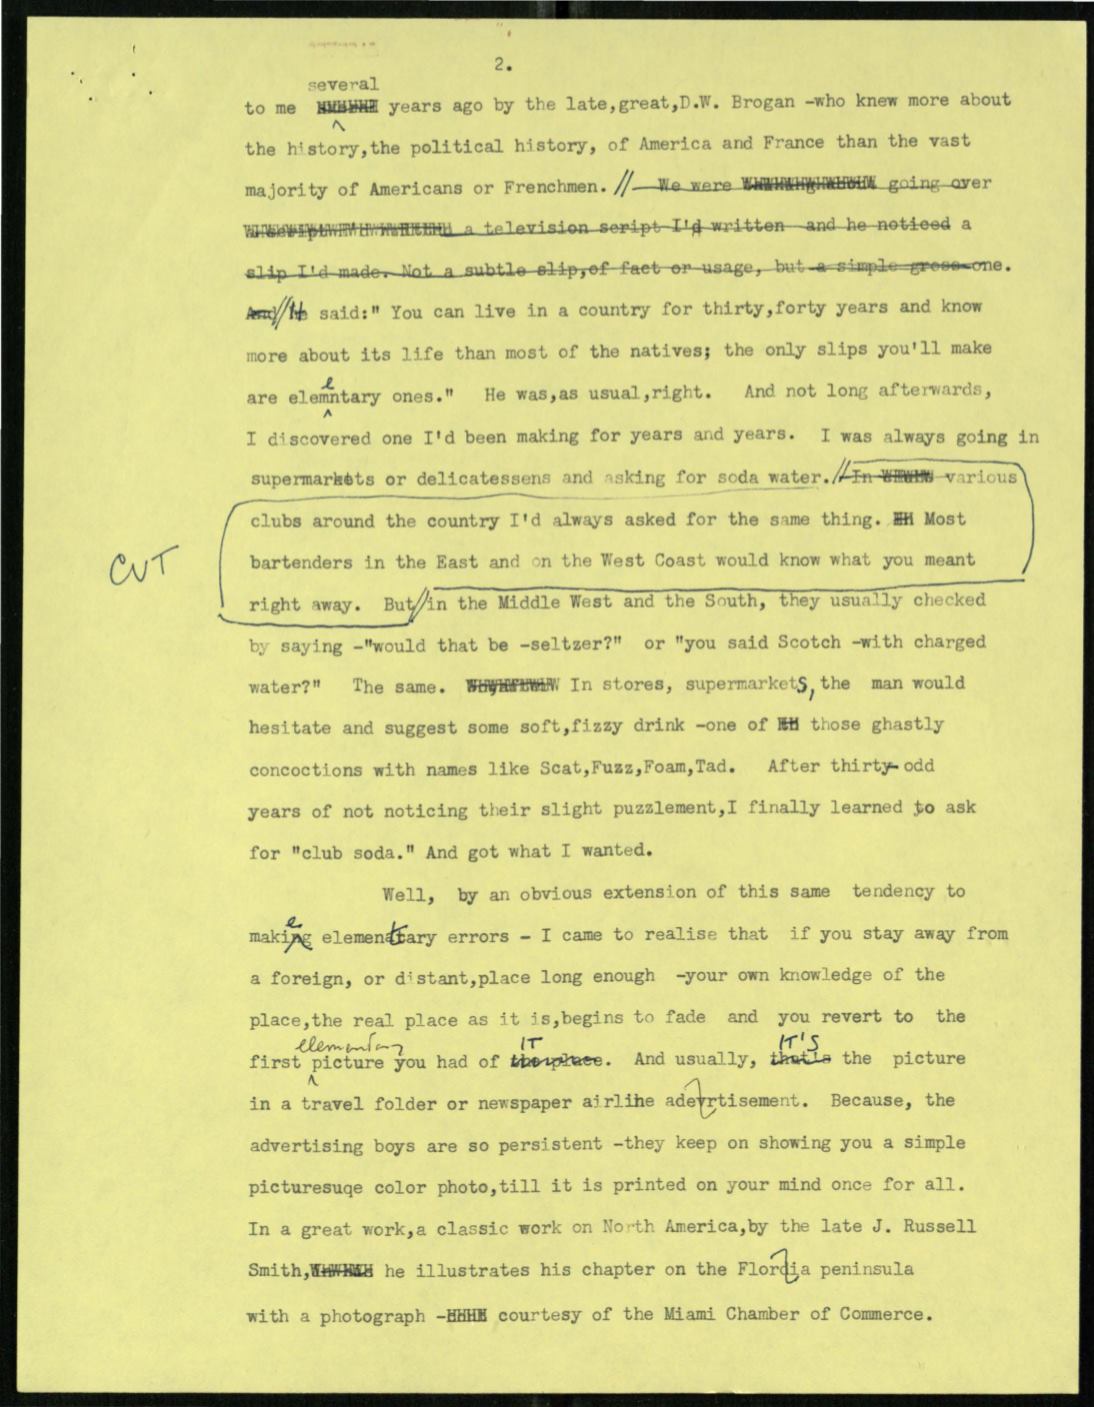 2.
several
to me years ago by the late,great,D.W. Brogan -who knew more about
the history,the political history, of America and France than the vast
majority of Americans or Frenchmen. // We were going over
a television script I'd written and he noticed a
slip I'd made. Not a subtle slip,of fact or usage, but a simple gross one.
And // He said:" You can live in a country for thirty,forty years and know
more about its life than most of the natives; the only slips you'll make
e
are elemntary ones." He was,as usual,right. And not long afterwards,
I discovered one I'd been making for years and years. I was always going in
supermarkets or delicatessens and asking for soda water.// In various
clubs around the country I'd always asked for the same thing. Most
CUT
bartenders in the East and on the West Coast would know what you meant
right away. But//in the Middle West and the South, they usually checked
by saying -"would that be -seltzer?" or "you said Scotch -with charged
water?" The same. In stores, supermarketS, the man would
hesitate and suggest some soft,fizzy drink -one of those ghastly
concoctions with names like Scat,Fuzz,Foam,Tad. After thirty-odd
years of not noticing their slight puzzlement,I finally learned to ask
for "club soda." And got what I wanted.
Well, by an obvious extension of this same tendency to
e
making elementary errors - I came to realise that if you stay away from
a foreign, or distant,place long enough -your own knowledge of the
place,the real place as it is,begins to fade and you revert to the
elementary IT IT'S
first picture you had of the place. And usually, that's the picture
in a travel folder or newspaper airline adevrtisement. Because, the
advertising boys are so persistent -they keep on showing you a simple
picturesuqe color photo,till it is printed on your mind once for all.
In a great work,a classic work on North America,by the late J. Russell
Smith, he illustrates his chapter on the Flordia peninsula
with a photograph - courtesy of the Miami Chamber of Commerce.